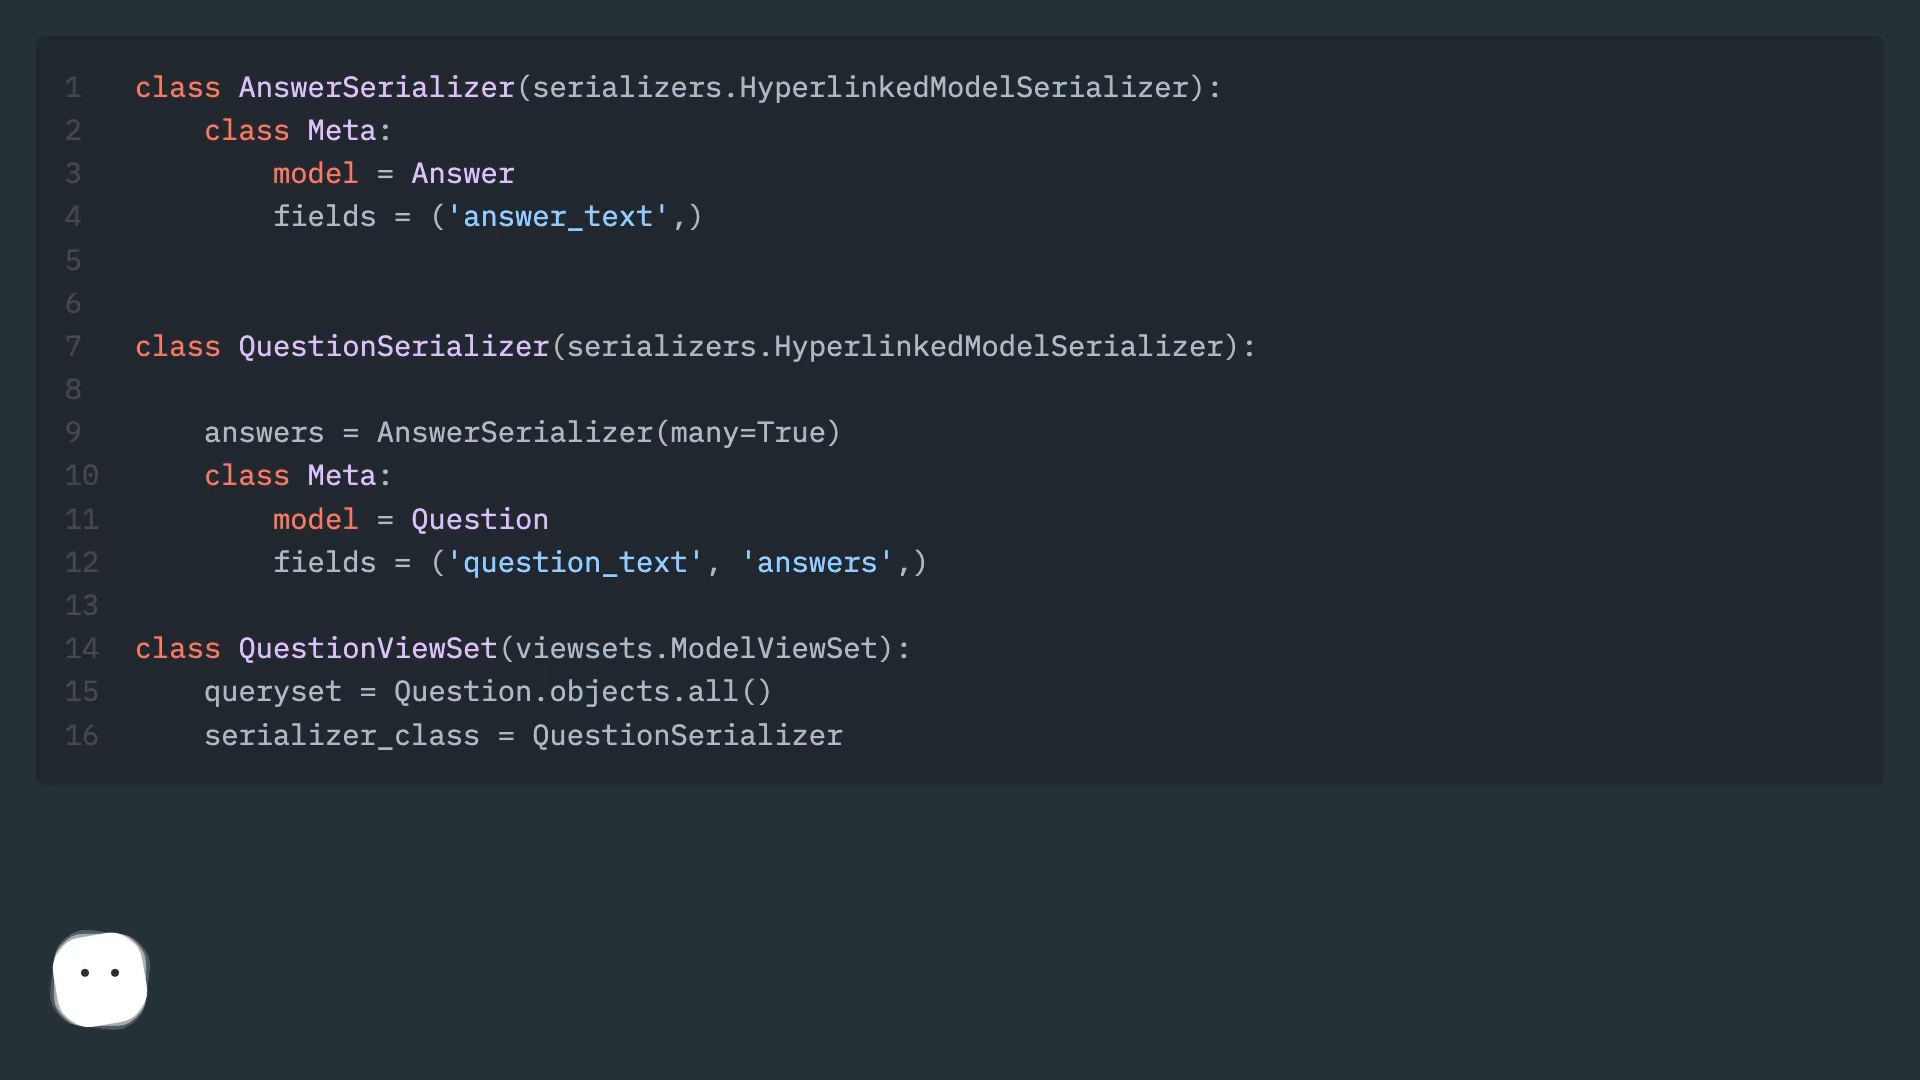 1 class AnswerSerializer(serializers.HyperlinkedModelSerializer):
2     class Meta:
3         model = Answer
4         fields = ('answer_text',)
5
6
7 class QuestionSerializer(serializers.HyperlinkedModelSerializer):
8
9     answers = AnswerSerializer(many=True)
10     class Meta:
11         model = Question
12         fields = ('question_text', 'answers',)
13
14 class QuestionViewSet(viewsets.ModelViewSet):
15     queryset = Question.objects.all()
16     serializer_class = QuestionSerializer